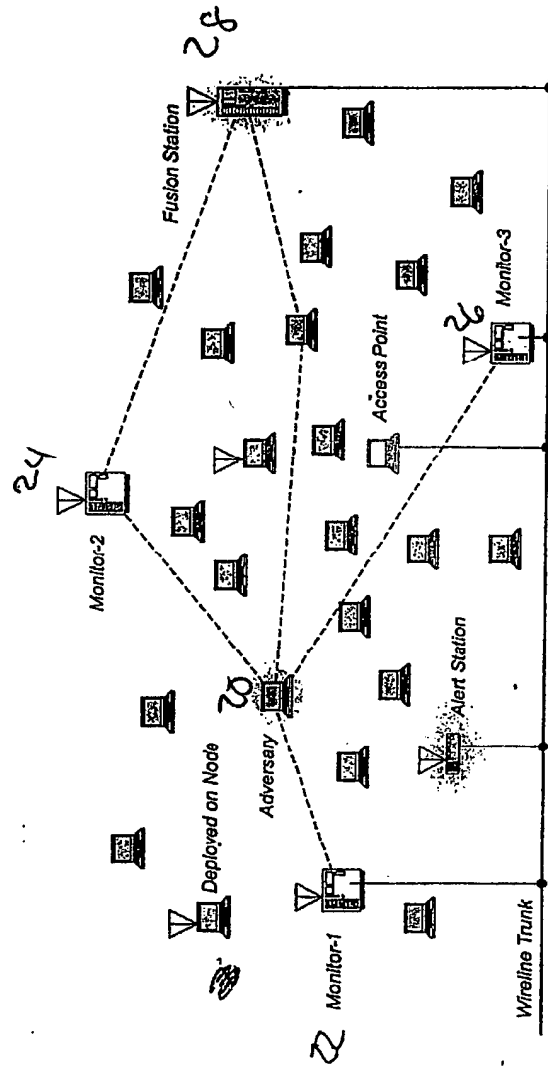 28
Fusion Station
24
Monitor-2
20
Adversary
Deployed on Node
Access Point
26
Monitor-3
Alert Station
22
Monitor-1
Wireline Trunk